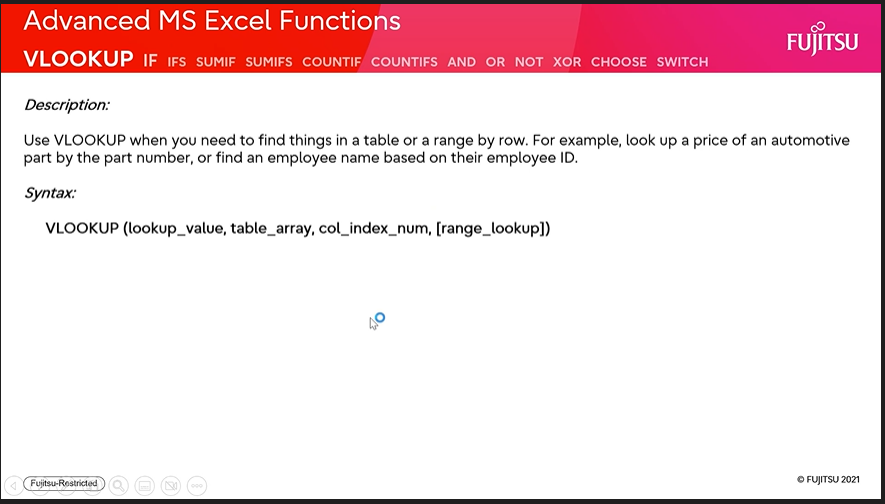 Advanced MS Excel Functions
FUJITSU
VLOOKUP IF IFS SUMIF SUMIFS COUNTIF COUNTIFS AND OR NOT XOR CHOOSE SWITCH
Description:
Use VLOOKUP when you need to find things in a table or a range by row. For example, look up a price of an automotive
part by the part number, or find an employee name based on their employee ID.
Syntax:
VLOOKUP (lookup_value, table_array, col_index_num, [range_lookup])
Fujitsu-Restricted
© FUJITSU 2021